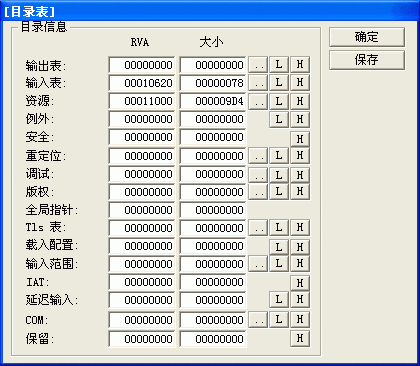 [目录表]
目录信息
RVA 大小
确定
保存
输出表: 00000000 00000000 .. L H
输入表: 00010620 00000078 .. L H
资源: 00011000 000009D4 .. L H
例外: 00000000 00000000 L H
安全: 00000000 00000000 H
重定位: 00000000 00000000 .. L H
调试: 00000000 00000000 .. L H
版权: 00000000 00000000 .. L H
全局指针: 00000000 00000000
Tls 表: 00000000 00000000 .. L H
载入配置: 00000000 00000000 L H
输入范围: 00000000 00000000 .. L H
IAT: 00000000 00000000 H
延迟输入: 00000000 00000000 L H
COM: 00000000 00000000 .. L H
保留: 00000000 00000000 H